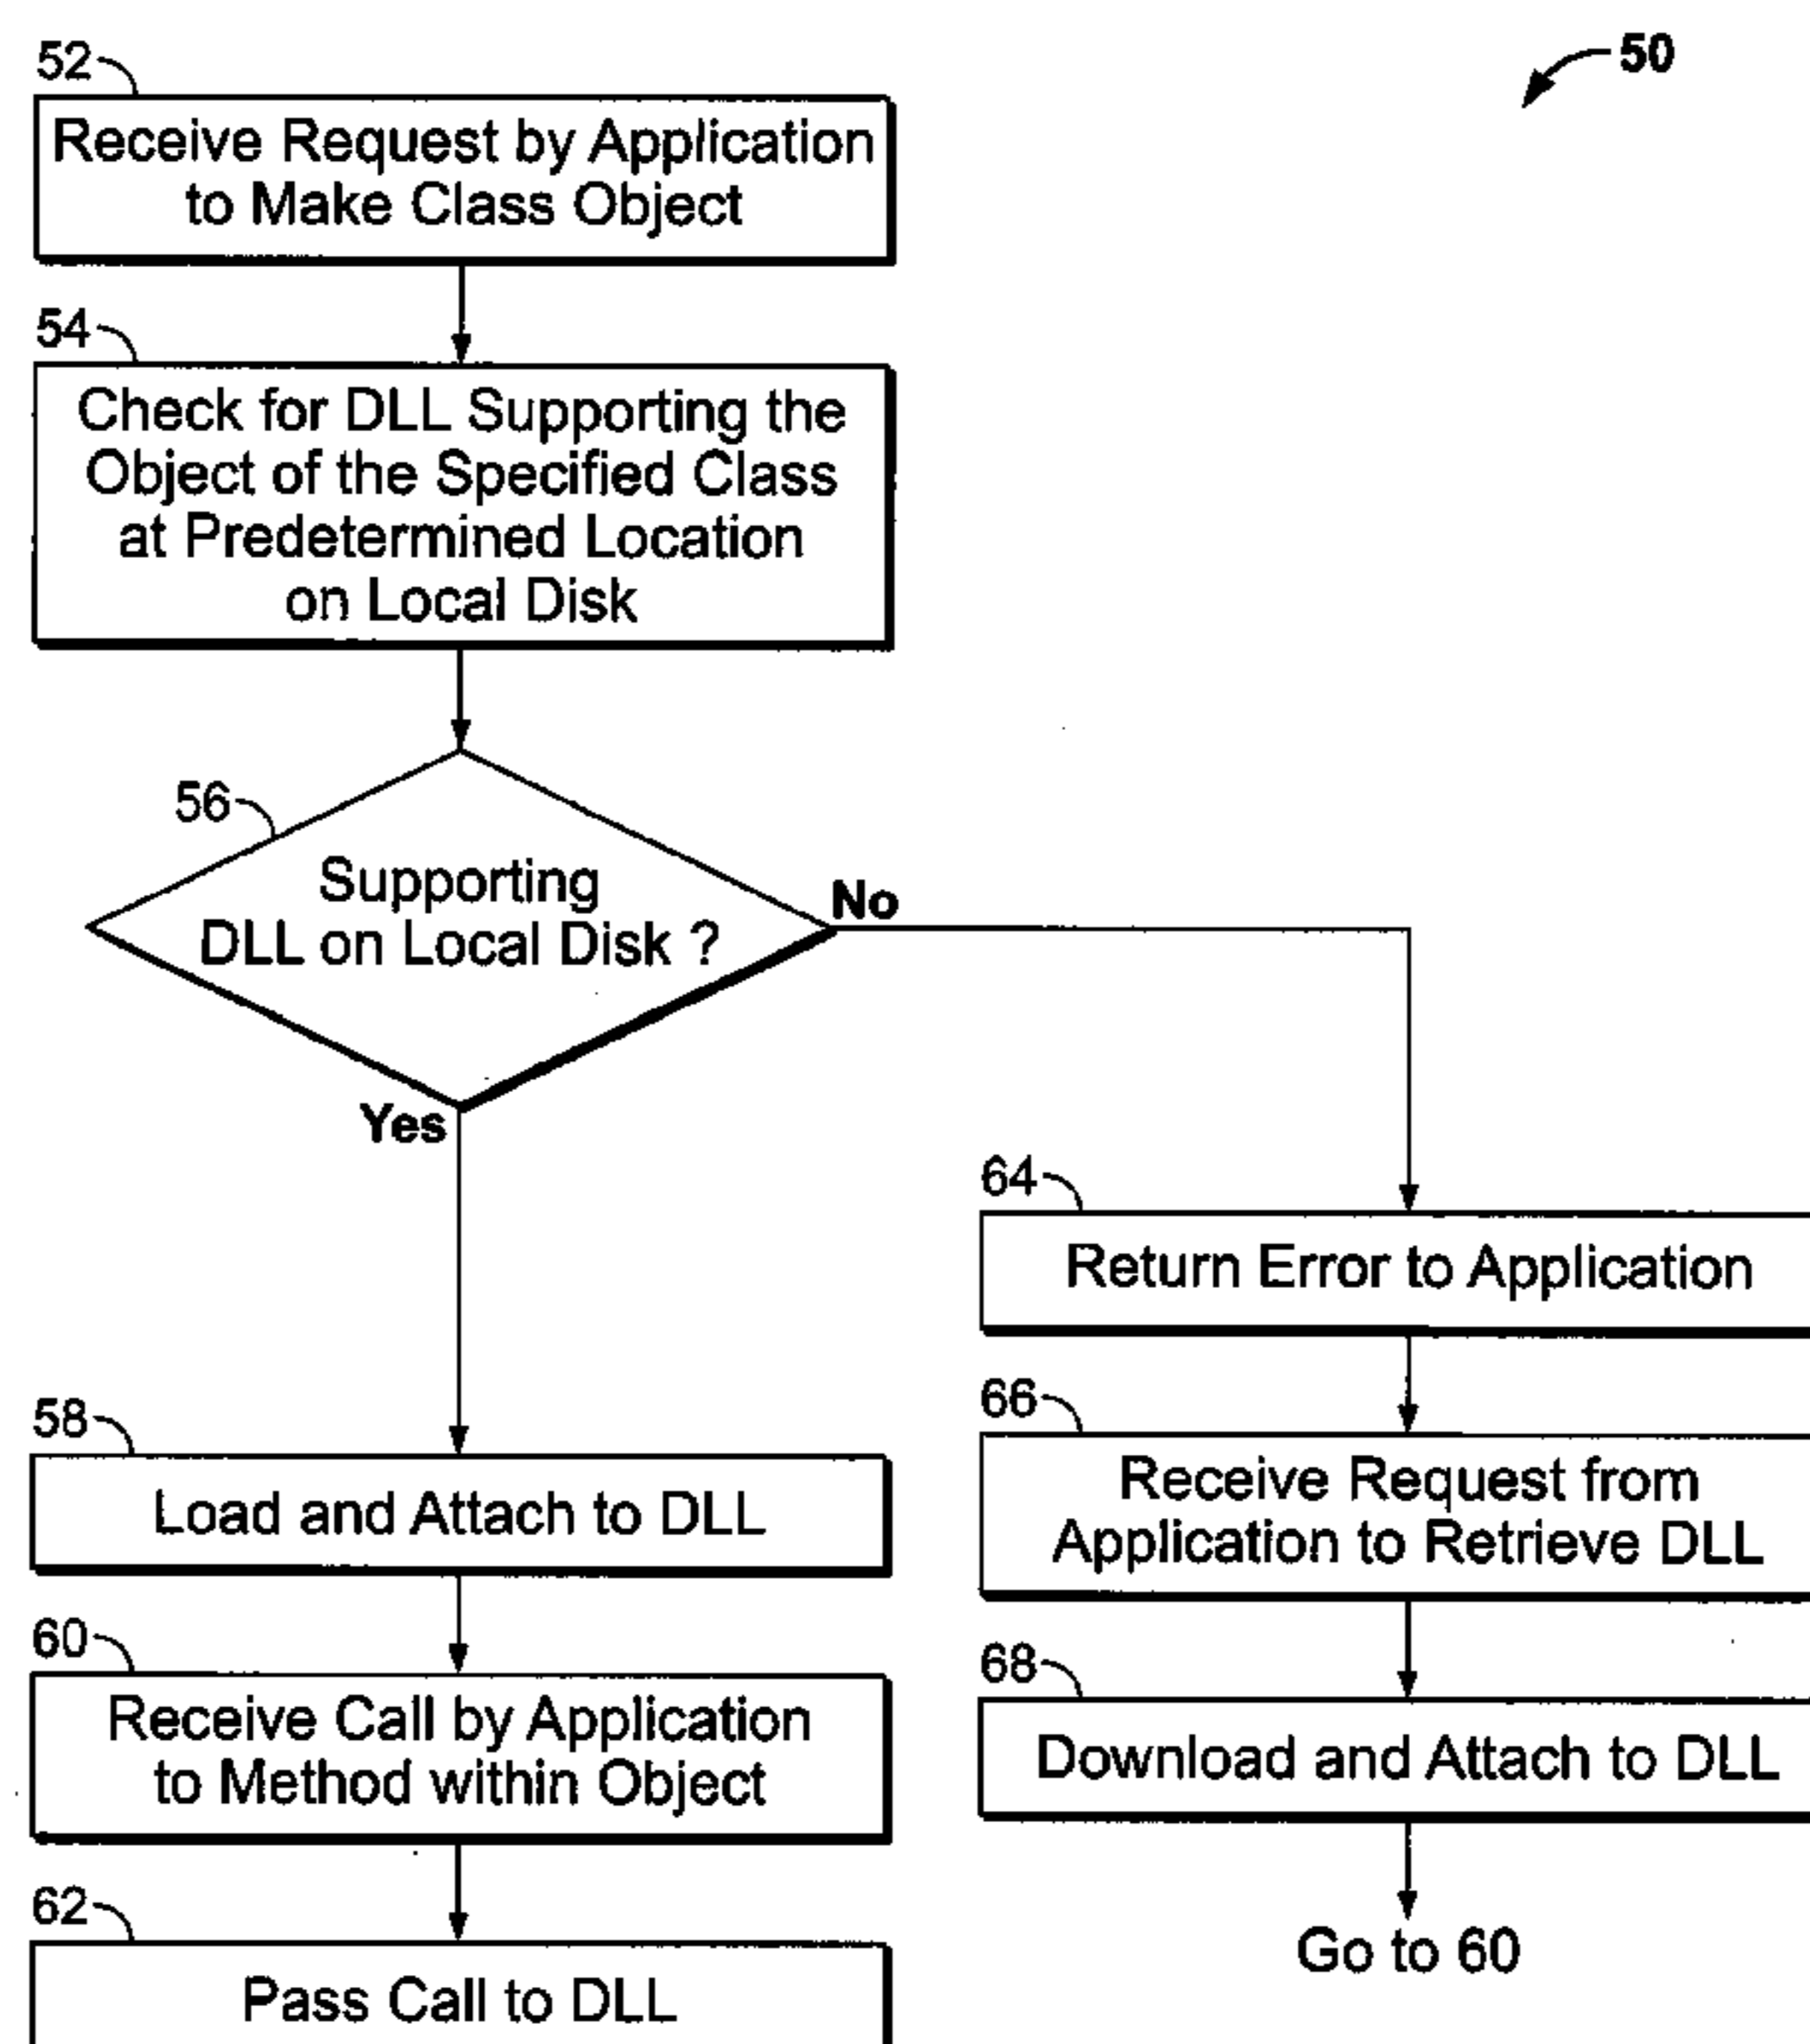 50
52
Receive Request by Application
to Make Class Object
54
Check for DLL Supporting the
Object of the Specified Class
at Predetermined Location
on Local Disk
56
Supporting
DLL on Local Disk ?
No
Yes
58
Load and Attach to DLL
60
Receive Call by Application
to Method within Object
62
Pass Call to DLL
64
Return Error to Application
66
Receive Request from
Application to Retrieve DLL
68
Download and Attach to DLL
Go to 60